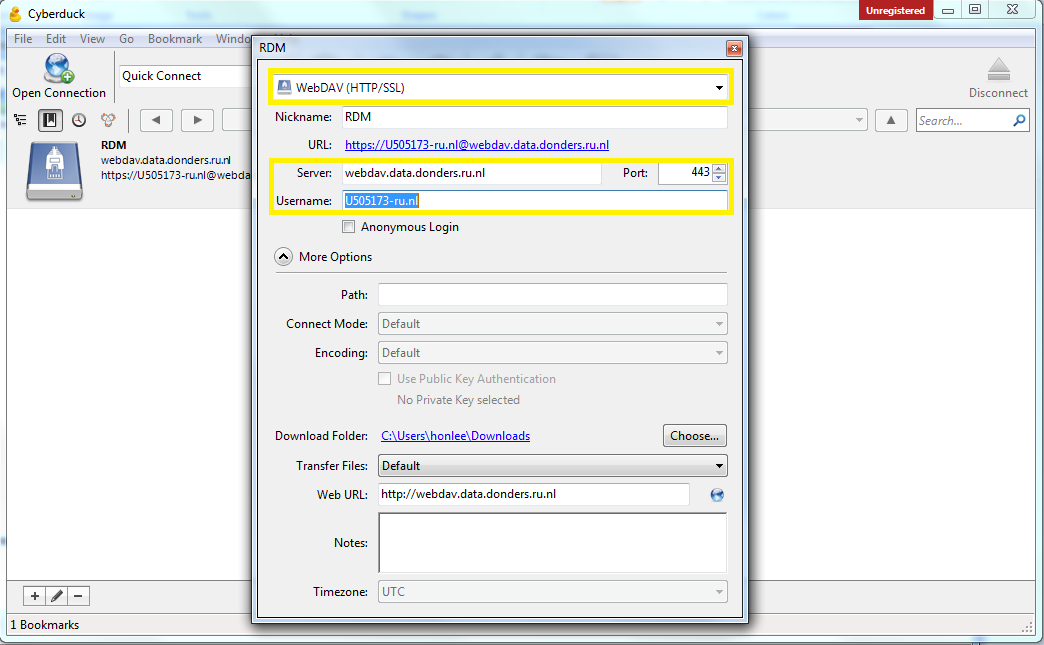 Cyberduck
Unregistered
File Edit View Go Bookmark Windo
RDM
Open Connection
Quick Connect
Disconnect
Search...
RDM
webdav.data.donders.ru.nl
https://U505173-ru.nl@webda
WebDAV (HTTP/SSL)
Nickname: RDM
URL: https://U505173-ru.nl@webdav.data.donders.ru.nl
Server: webdav.data.donders.ru.nl Port: 443
Username: U505173-ru.nl
Anonymous Login
More Options
Path:
Connect Mode: Default
Encoding: Default
Use Public Key Authentication
No Private Key selected
Download Folder: C:\Users\honlee\Downloads Choose...
Transfer Files: Default
Web URL: http://webdav.data.donders.ru.nl
Notes:
Timezone: UTC
1 Bookmarks